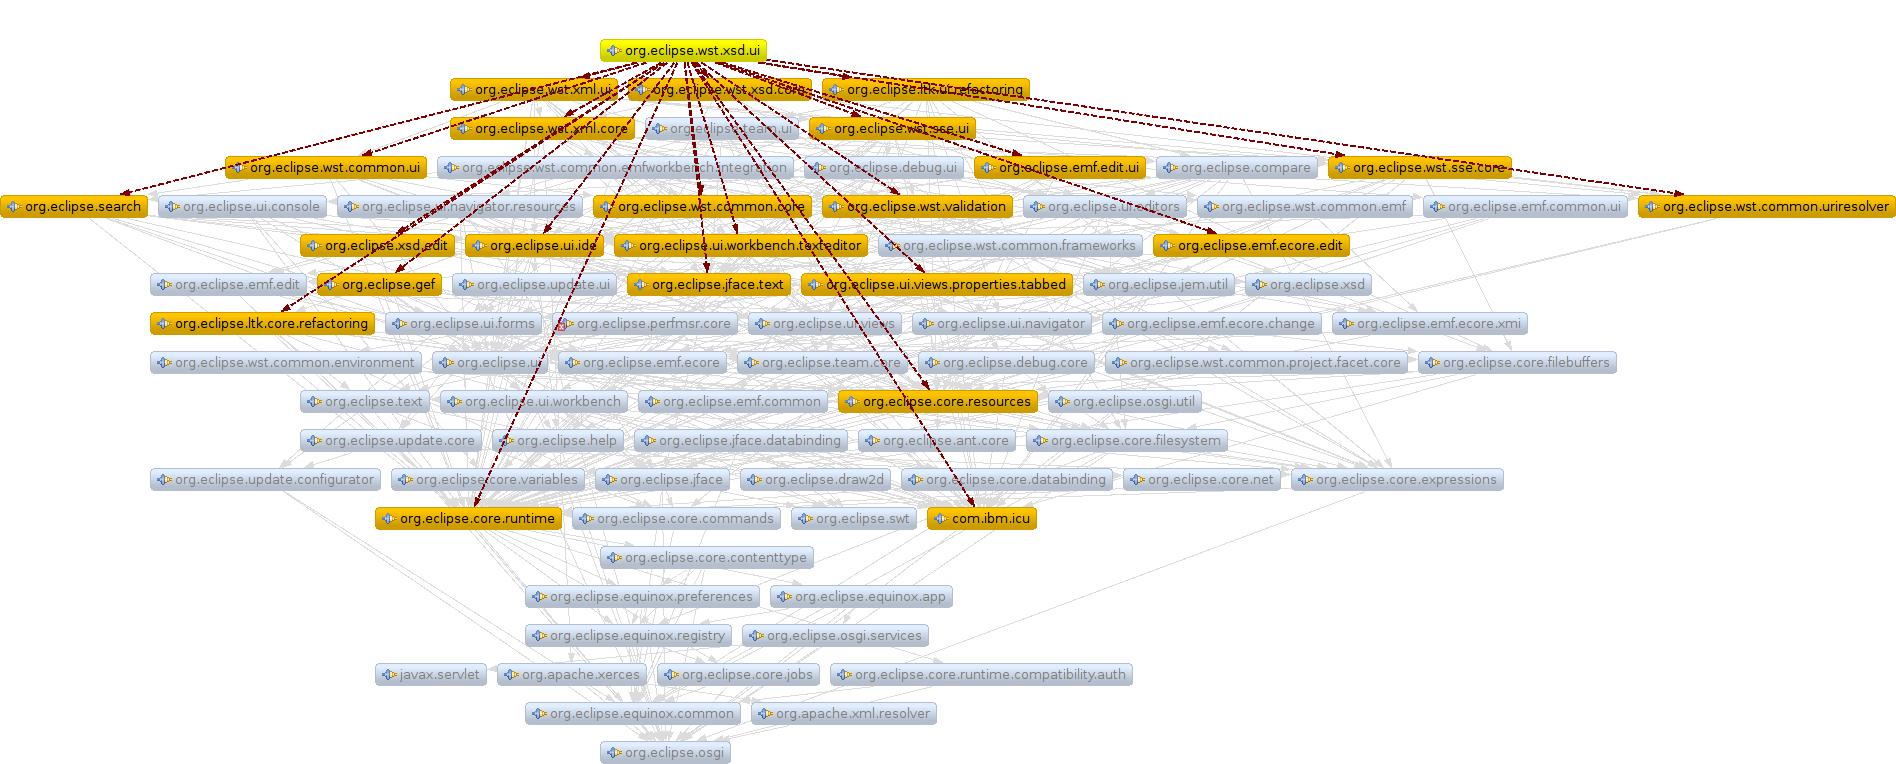 org.eclipse.wst.xsd.ui
org.eclipse.wst.xml.ui org.eclipse.wst.xsd.core org.eclipse.ltk.ui.refactoring
org.eclipse.wst.xml.core org.eclipse.team.ui org.eclipse.wst.sse.ui
org.eclipse.wst.common.ui org.eclipse.wst.common.emfworkbench.integration org.eclipse.debug.ui org.eclipse.emf.edit.ui org.eclipse.compare org.eclipse.wst.sse.core
org.eclipse.search org.eclipse.ui.console org.eclipse.ui.navigator.resources org.eclipse.wst.common.core org.eclipse.wst.validation org.eclipse.ui.editors org.eclipse.wst.common.emf org.eclipse.emf.common.ui org.eclipse.wst.common.uriresolver
org.eclipse.xsd.edit org.eclipse.ui.ide org.eclipse.ui.workbench.texteditor org.eclipse.wst.common.frameworks org.eclipse.emf.ecore.edit
org.eclipse.emf.edit org.eclipse.gef org.eclipse.update.ui org.eclipse.jface.text org.eclipse.ui.views.properties.tabbed org.eclipse.jem.util org.eclipse.xsd
org.eclipse.ltk.core.refactoring org.eclipse.ui.forms org.eclipse.perfmsr.core org.eclipse.ui.views org.eclipse.ui.navigator org.eclipse.emf.ecore.change org.eclipse.emf.ecore.xmi
org.eclipse.wst.common.environment org.eclipse.ui org.eclipse.emf.ecore org.eclipse.team.core org.eclipse.debug.core org.eclipse.wst.common.project.facet.core org.eclipse.core.filebuffers
org.eclipse.text org.eclipse.ui.workbench org.eclipse.emf.common org.eclipse.core.resources org.eclipse.osgi.util
org.eclipse.update.core org.eclipse.help org.eclipse.jface.databinding org.eclipse.ant.core org.eclipse.core.filesystem
org.eclipse.update.configurator org.eclipse.core.variables org.eclipse.jface org.eclipse.draw2d org.eclipse.core.databinding org.eclipse.core.net org.eclipse.core.expressions
org.eclipse.core.runtime org.eclipse.core.commands org.eclipse.swt com.ibm.icu
org.eclipse.core.contenttype
org.eclipse.equinox.preferences org.eclipse.equinox.app
org.eclipse.equinox.registry org.eclipse.osgi.services
javax.servlet org.apache.xerces org.eclipse.core.jobs org.eclipse.core.runtime.compatibility.auth
org.eclipse.equinox.common org.apache.xml.resolver
org.eclipse.osgi